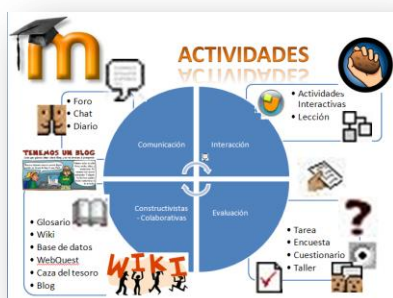 m
ACTIVIDADES
• Foro
• Chat
• Diario
• Actividades Interactivas
• Lección
Comunicación
Interacción
TENEMOS UN BLOG
Constructivistas
- Colaborativas
Evaluación
• Glosario
• Wiki
• Base de datos
• WebQuest
• Caza del tesoro
• Blog
WIKI
• Tarea
• Encuesta
• Cuestionario
• Taller
?